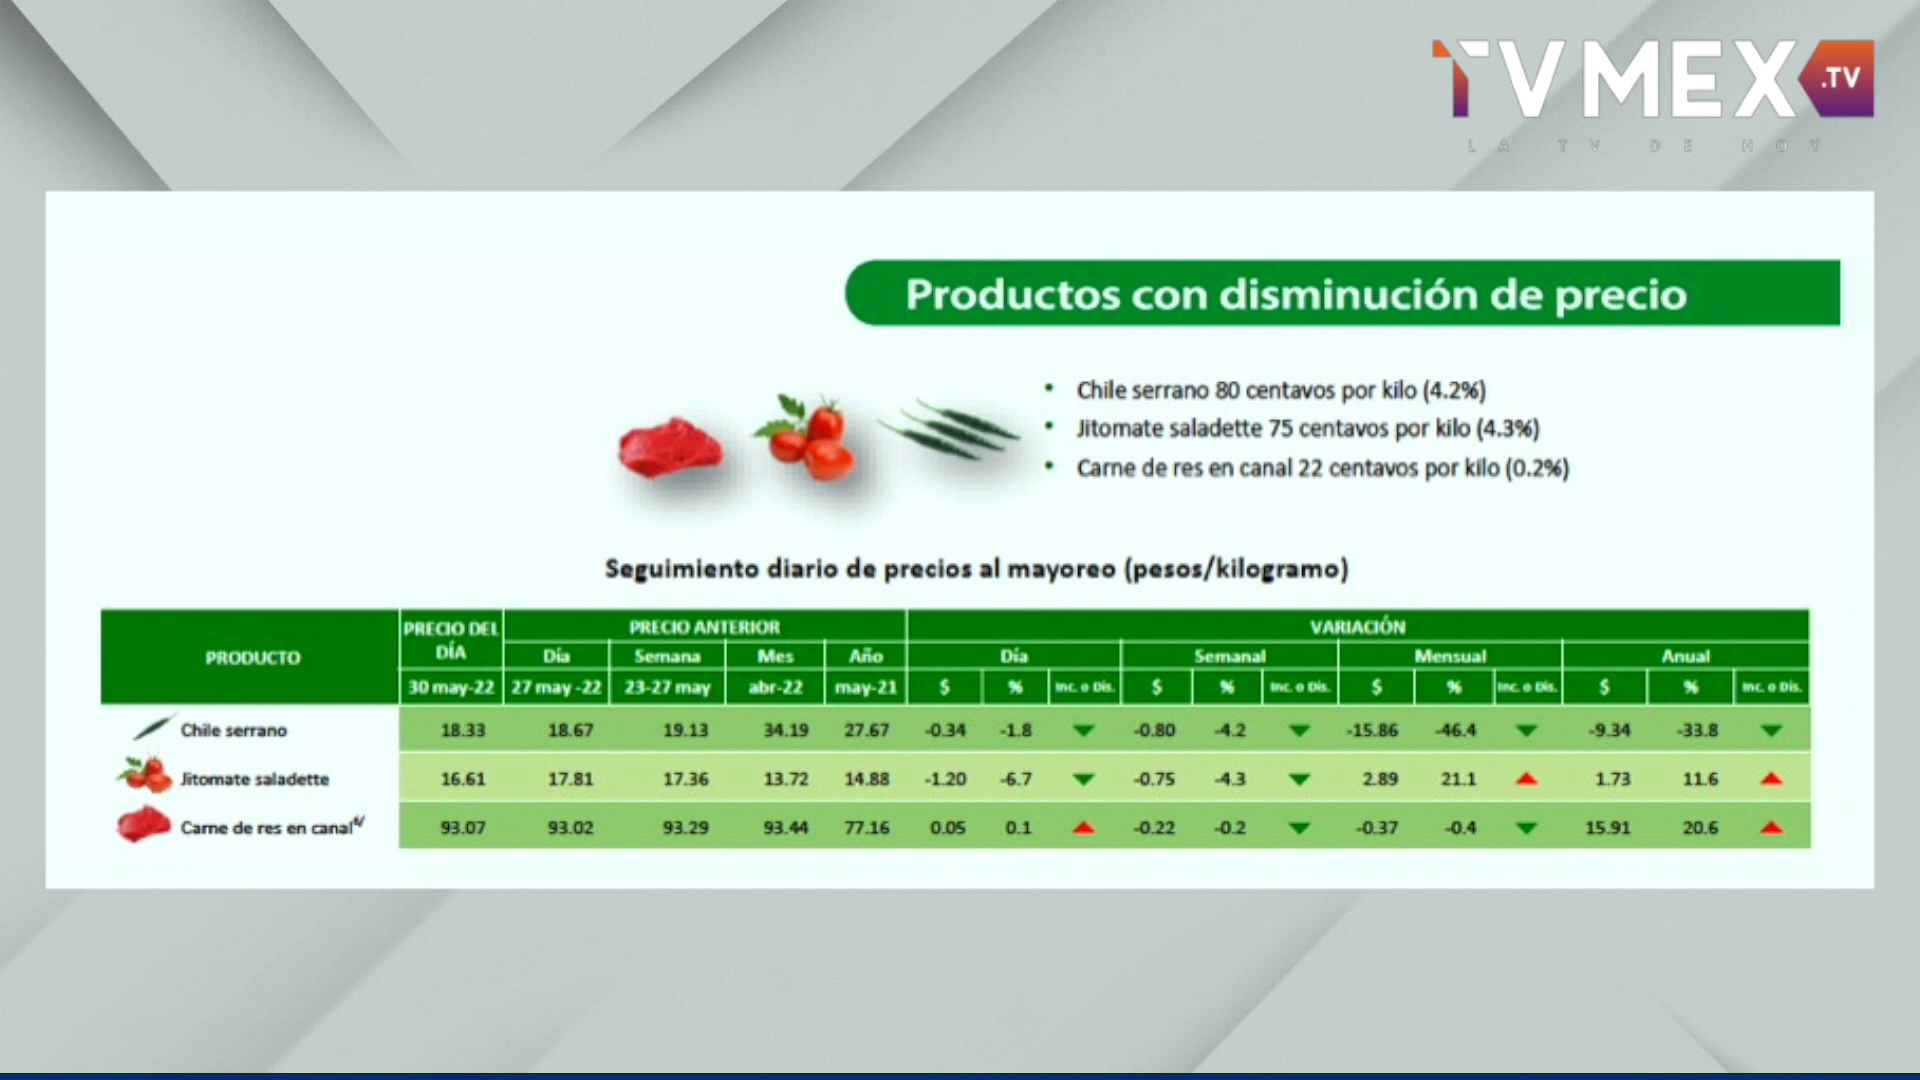 TVMEX .TV
LA TV DE HOY
Productos con disminución de precio
• Chile serrano 80 centavos por kilo (4.2%)
• Jitomate saladette 75 centavos por kilo (4.3%)
• Carne de res en canal 22 centavos por kilo (0.2%)
Seguimiento diario de precios al mayoreo (pesos/kilogramo)
PRODUCTO PRECIO DEL DÍA PRECIO ANTERIOR VARIACIÓN
Día Semana Mes Año Día Semanal Mensual Anual
30 may-22 27 may -22 23-27 may abr-22 may-21 $ % Inc. o Dis. $ % Inc. o Dis. $ % Inc. o Dis. $ % Inc. o Dis.
Chile serrano 18.33 18.67 19.13 34.19 27.67 -0.34 -1.8 ▼ -0.80 -4.2 ▼ -15.86 -46.4 ▼ -9.34 -33.8 ▼
Jitomate saladette 16.61 17.81 17.36 13.72 14.88 -1.20 -6.7 ▼ -0.75 -4.3 ▼ 2.89 21.1 ▲ 1.73 11.6 ▲
Carne de res en canal 6/ 93.07 93.02 93.29 93.44 77.16 0.05 0.1 ▲ -0.22 -0.2 ▼ -0.37 -0.4 ▼ 15.91 20.6 ▲